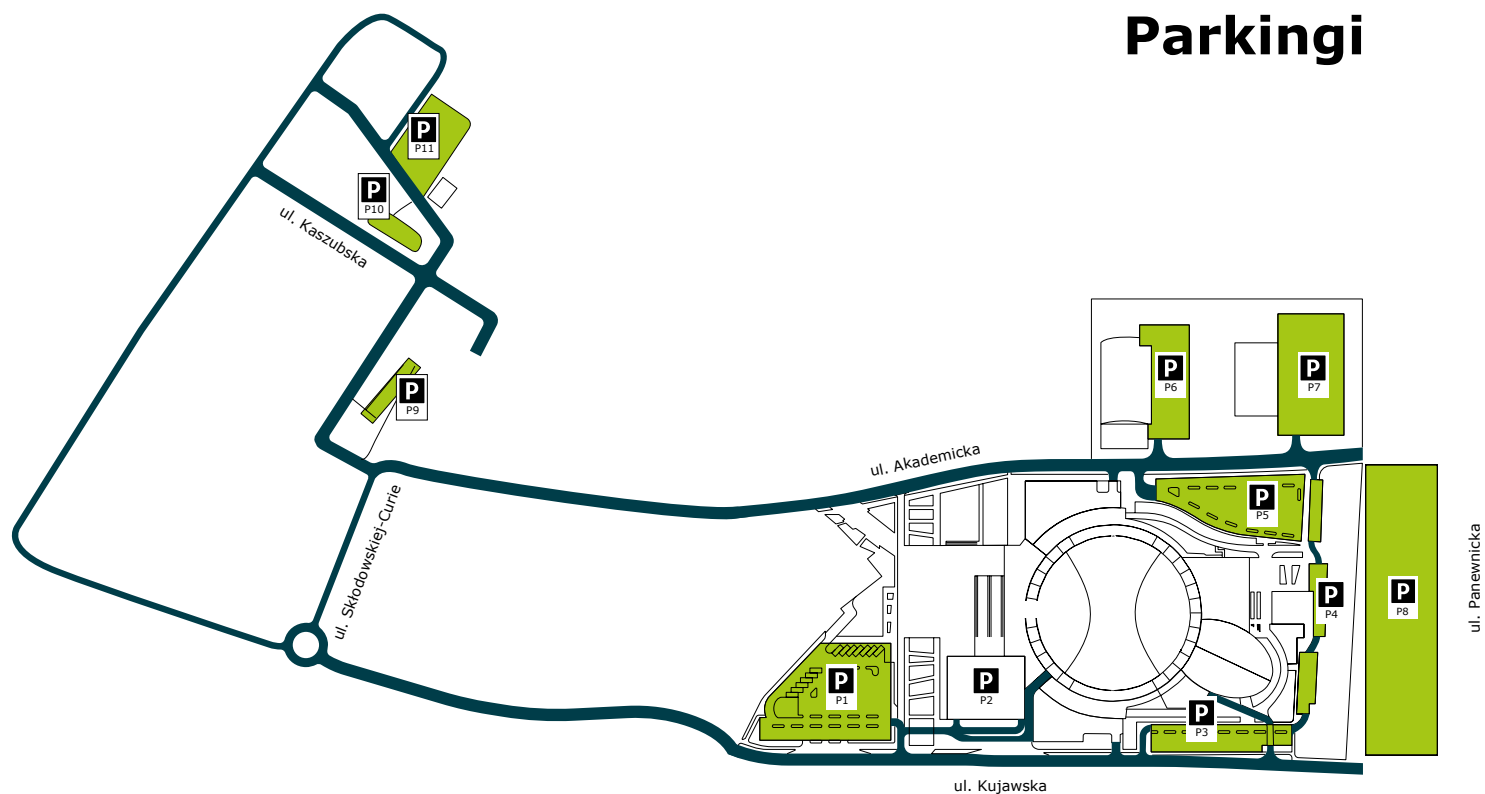 Parkingi
P
P11
P
P10
ul. Kaszubska
P
P9
P
P6
P
P7
ul. Akademicka
ul. Skłodowskiej-Curie
P
P5
P
P4
P
P8
ul. Panewnicka
P
P1
P
P2
P
P3
ul. Kujawska